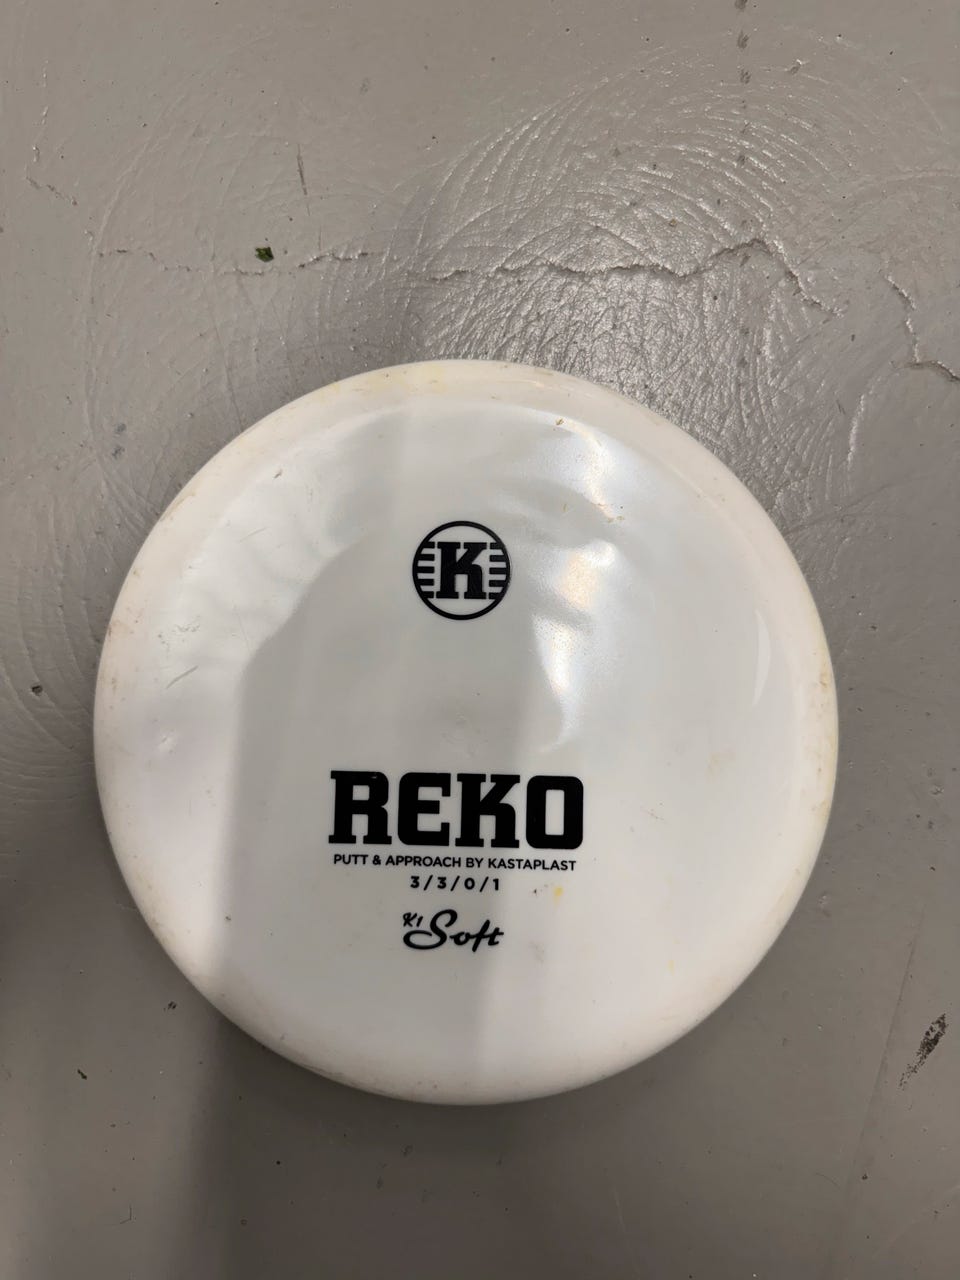 K
REKO
PUTT & APPROACH BY KASTAPLAST
3/3/0/1
K1 Soft